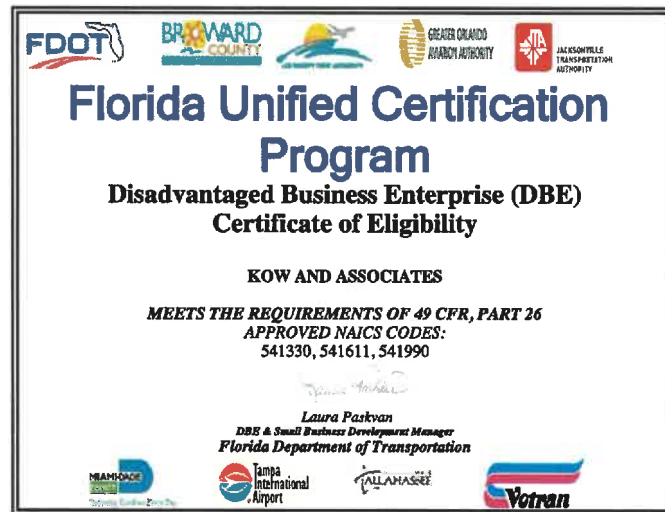 FDOT
BROWARD
COUNTY
GREATER ORLANDO
AVIATION AUTHORITY
JTA
JACKSONVILLE
TRANSPORTATION
AUTHORITY
Florida Unified Certification
Program
Disadvantaged Business Enterprise (DBE)
Certificate of Eligibility
KOW AND ASSOCIATES
MEETS THE REQUIREMENTS OF 49 CFR, PART 26
APPROVED NAICS CODES:
541330, 541611, 541990
Laura Paskvan
DBE & Small Business Development Manager
Florida Department of Transportation
MIAMI-DADE
COUNTY
Tampa
International
Airport
TALLAHASSEE
Votran